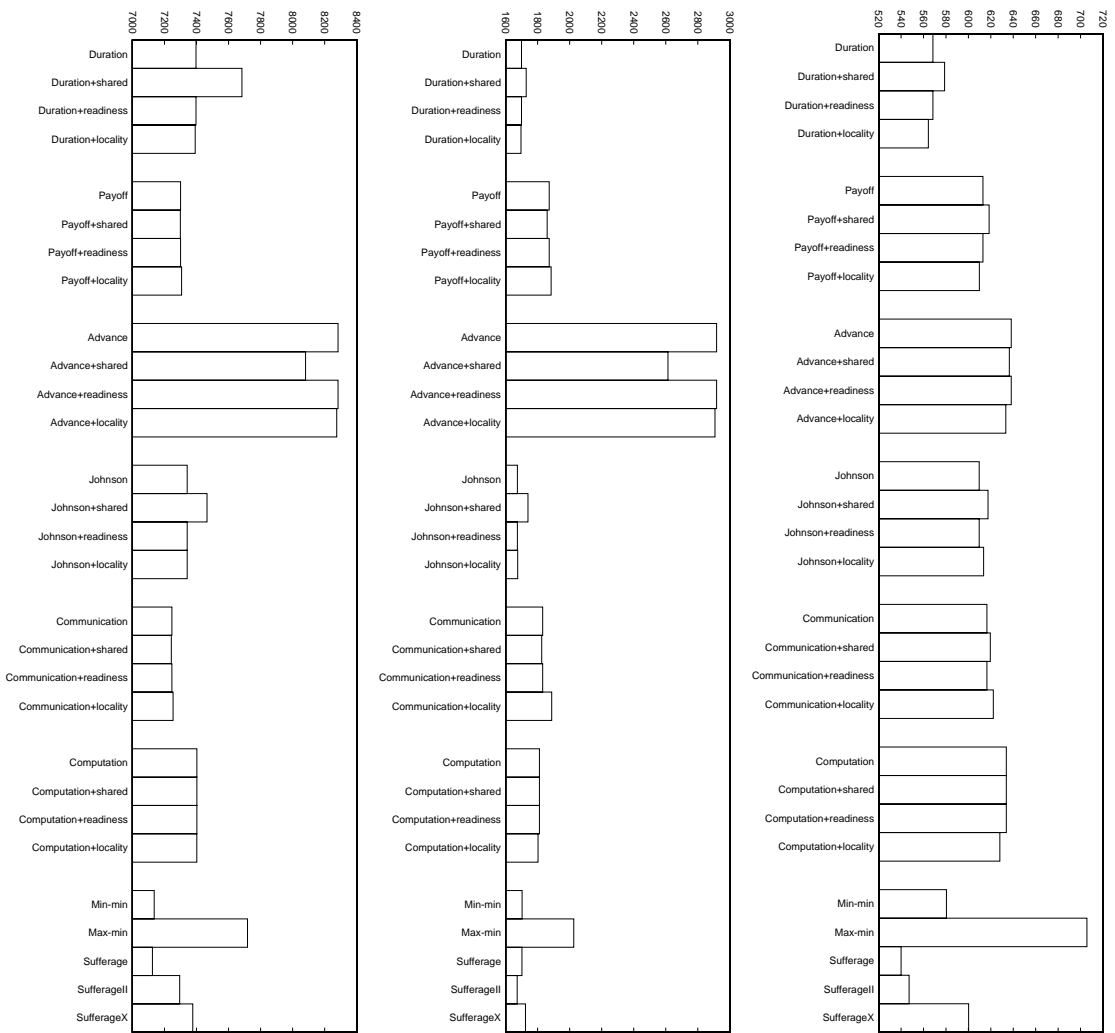 7000 7200 7400 7600 7800 8000 8200 8400
Duration
Duration+shared
Duration+readiness
Duration+locality
Payoff
Payoff+shared
Payoff+readiness
Payoff+locality
Advance
Advance+shared
Advance+readiness
Advance+locality
Johnson
Johnson+shared
Johnson+readiness
Johnson+locality
Communication
Communication+shared
Communication+readiness
Communication+locality
Computation
Computation+shared
Computation+readiness
Computation+locality
Min-min
Max-min
Sufferage
SufferageII
SufferageX
1600 1800 2000 2200 2400 2600 2800 3000
Duration
Duration+shared
Duration+readiness
Duration+locality
Payoff
Payoff+shared
Payoff+readiness
Payoff+locality
Advance
Advance+shared
Advance+readiness
Advance+locality
Johnson
Johnson+shared
Johnson+readiness
Johnson+locality
Communication
Communication+shared
Communication+readiness
Communication+locality
Computation
Computation+shared
Computation+readiness
Computation+locality
Min-min
Max-min
Sufferage
SufferageII
SufferageX
520 540 560 580 600 620 640 660 680 700 720
Duration
Duration+shared
Duration+readiness
Duration+locality
Payoff
Payoff+shared
Payoff+readiness
Payoff+locality
Advance
Advance+shared
Advance+readiness
Advance+locality
Johnson
Johnson+shared
Johnson+readiness
Johnson+locality
Communication
Communication+shared
Communication+readiness
Communication+locality
Computation
Computation+shared
Computation+readiness
Computation+locality
Min-min
Max-min
Sufferage
SufferageII
SufferageX